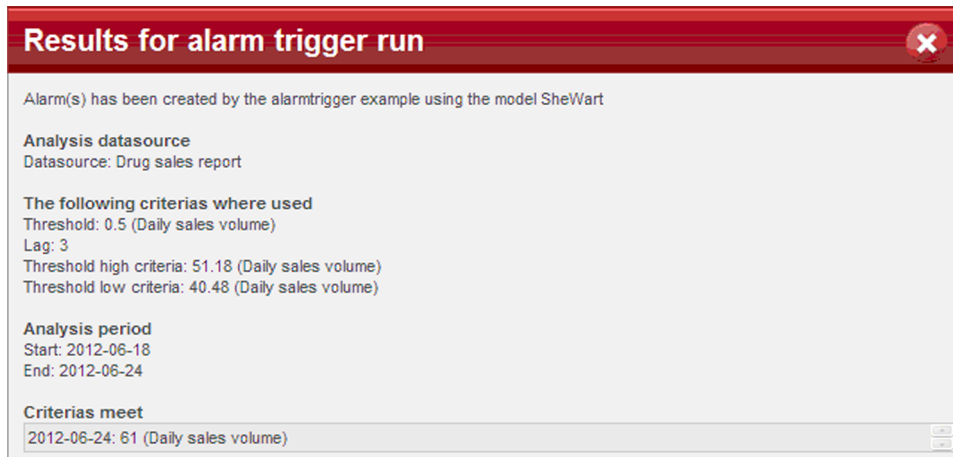 Results for alarm trigger run
Alarm(s) has been created by the alarmtrigger example using the model SheWart
Analysis datasource
Datasource: Drug sales report
The following criterias where used
Threshold: 0.5 (Daily sales volume)
Lag: 3
Threshold high criteria: 51.18 (Daily sales volume)
Threshold low criteria: 40.48 (Daily sales volume)
Analysis period
Start: 2012-06-18
End: 2012-06-24
Criterias meet
2012-06-24: 61 (Daily sales volume)